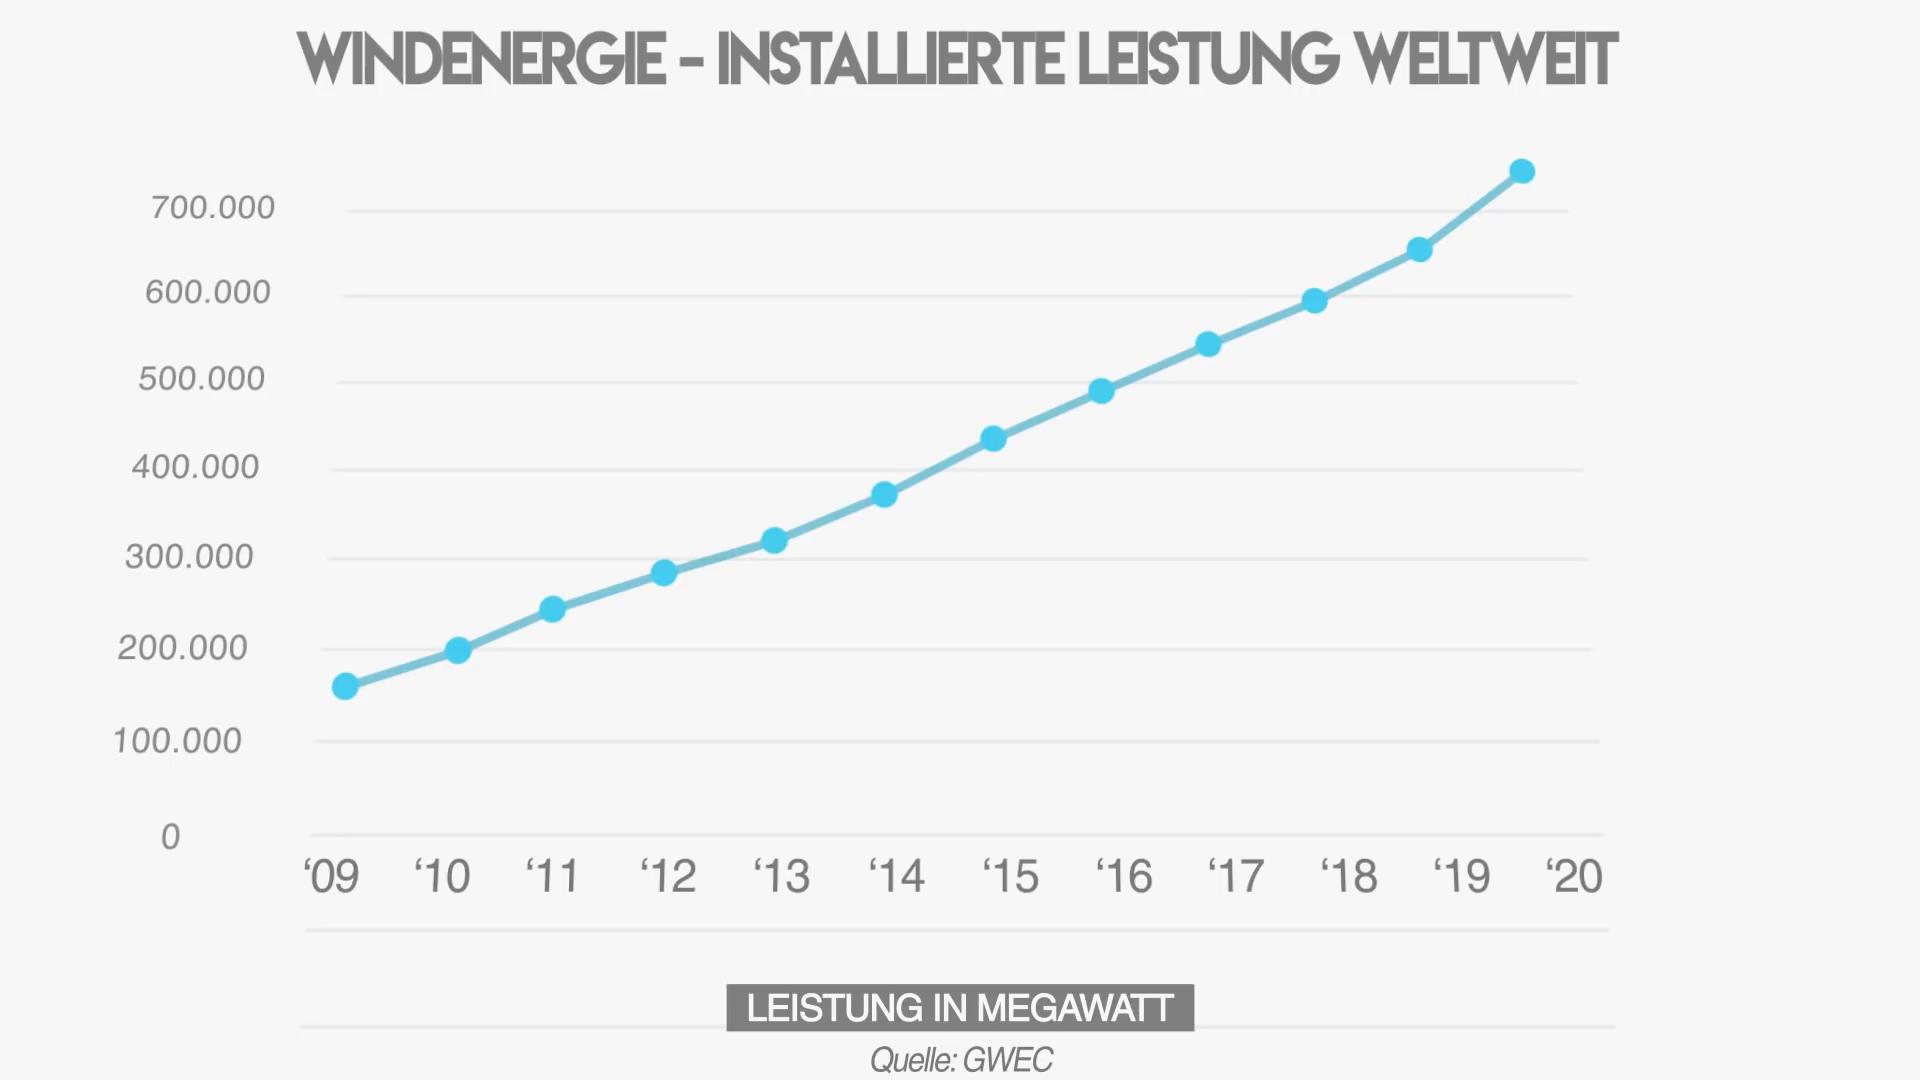 WINDENERGIE – INSTALLIERTE LEISTUNG WELTWEIT
700.000
600.000
500.000
400.000
300.000
200.000
100.000
0
‘09 ‘10 ‘11 ‘12 ‘13 ‘14 ‘15 ‘16 ‘17 ‘18 ‘19 ‘20
LEISTUNG IN MEGAWATT
Quelle: GWEC